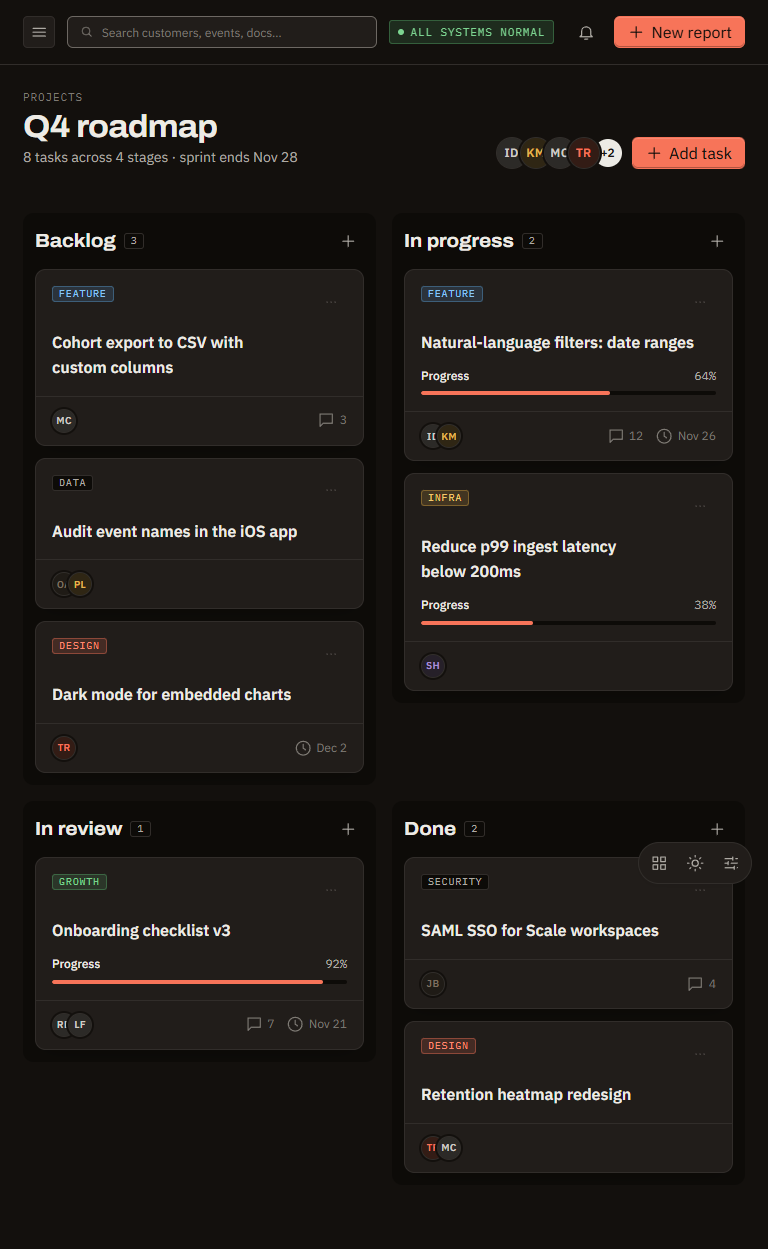 Search customers, events, docs...
ALL SYSTEMS NORMAL
New report
PROJECTS
Q4 roadmap
8 tasks across 4 stages · sprint ends Nov 28
ID KM MC TR +2
Add task
Backlog 3
FEATURE
Cohort export to CSV with
custom columns
MC 3
DATA
Audit event names in the iOS app
PL
DESIGN
Dark mode for embedded charts
TR Dec 2
In progress 2
FEATURE
Natural-language filters: date ranges
Progress 64%
KM 12 Nov 26
INFRA
Reduce p99 ingest latency
below 200ms
Progress 38%
SH
In review 1
GROWTH
Onboarding checklist v3
Progress 92%
LF 7 Nov 21
Done 2
SECURITY
SAML SSO for Scale workspaces
JB 4
DESIGN
Retention heatmap redesign
MC